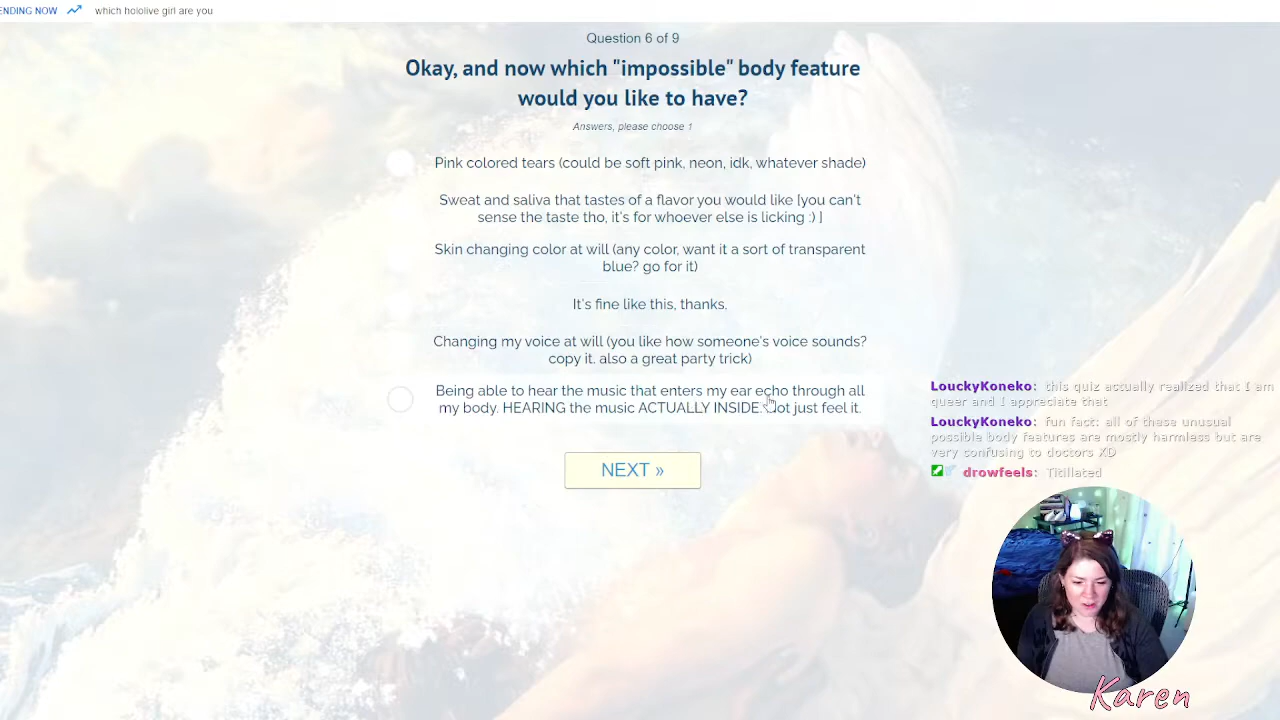 ENDING NOW which hololive girl are you
Question 6 of 9
Okay, and now which "impossible" body feature
would you like to have?
Answers, please choose 1
Pink colored tears (could be soft pink, neon, idk, whatever shade)
Sweat and saliva that tastes of a flavor you would like [you can't
sense the taste tho, it's for whoever else is licking :) ]
Skin changing color at will (any color, want it a sort of transparent
blue? go for it)
It's fine like this, thanks.
Changing my voice at will (you like how someone's voice sounds?
copy it. also a great party trick)
Being able to hear the music that enters my ear echo through all
my body. HEARING the music ACTUALLY INSIDE. Not just feel it.
NEXT »
LouckyKoneko: this quiz actually realized that I am
queer and I appreciate that
LouckyKoneko: fun fact: all of these unusual
possible body features are mostly harmless but are
very confusing to doctors XD
drowfeels: Titillated
Karen